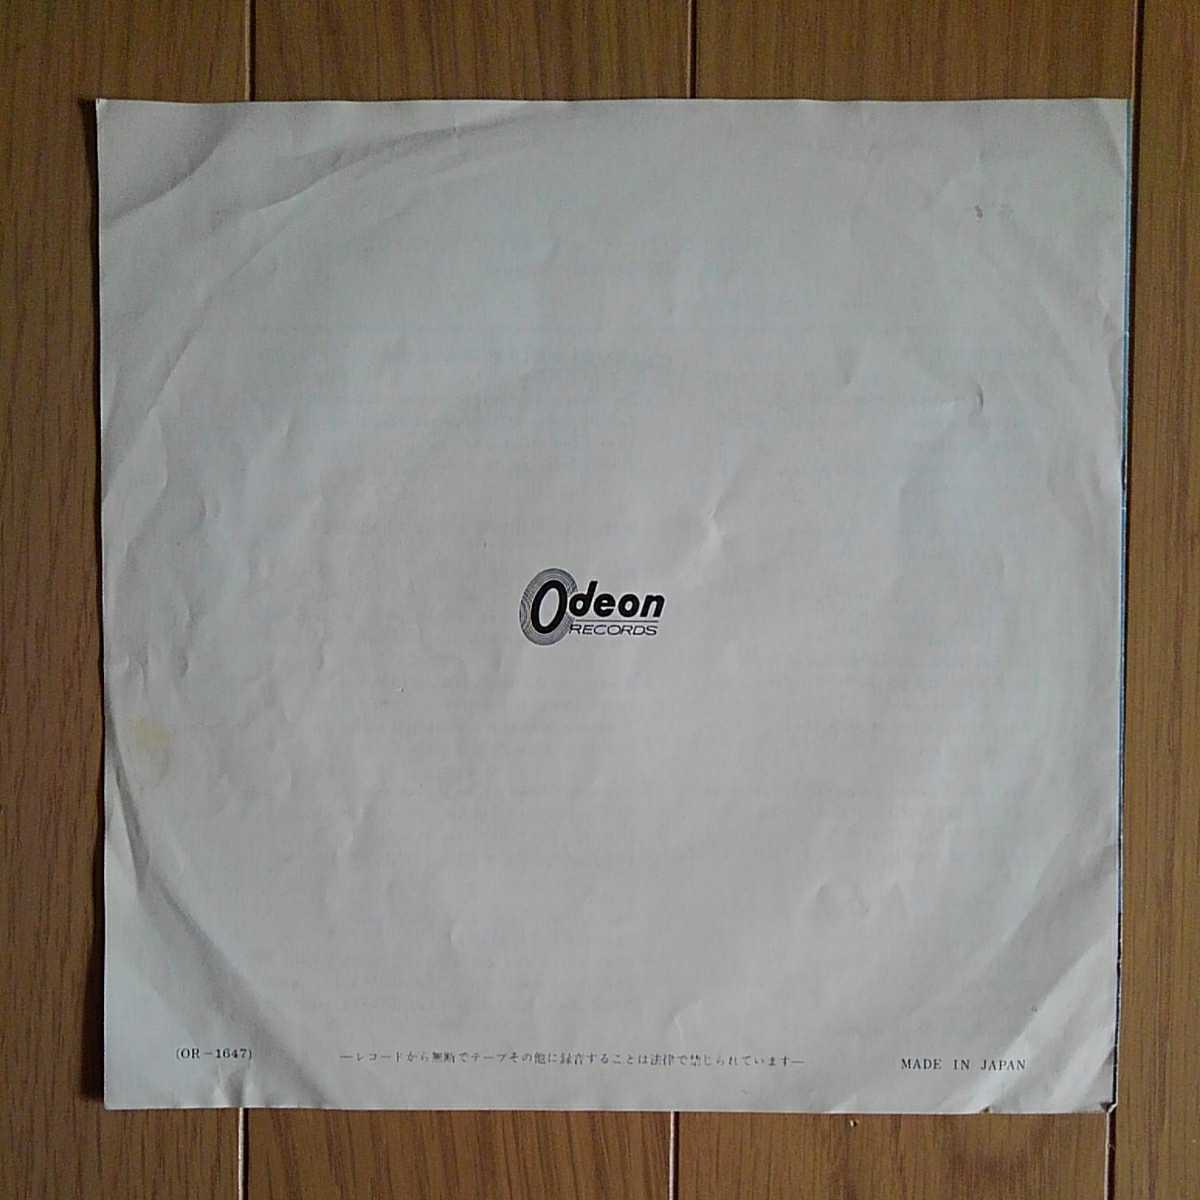 Odeon
RECORDS
(OR-1647)
—レコードから無断でテープその他に録音することは法律で禁じられています—
MADE IN JAPAN